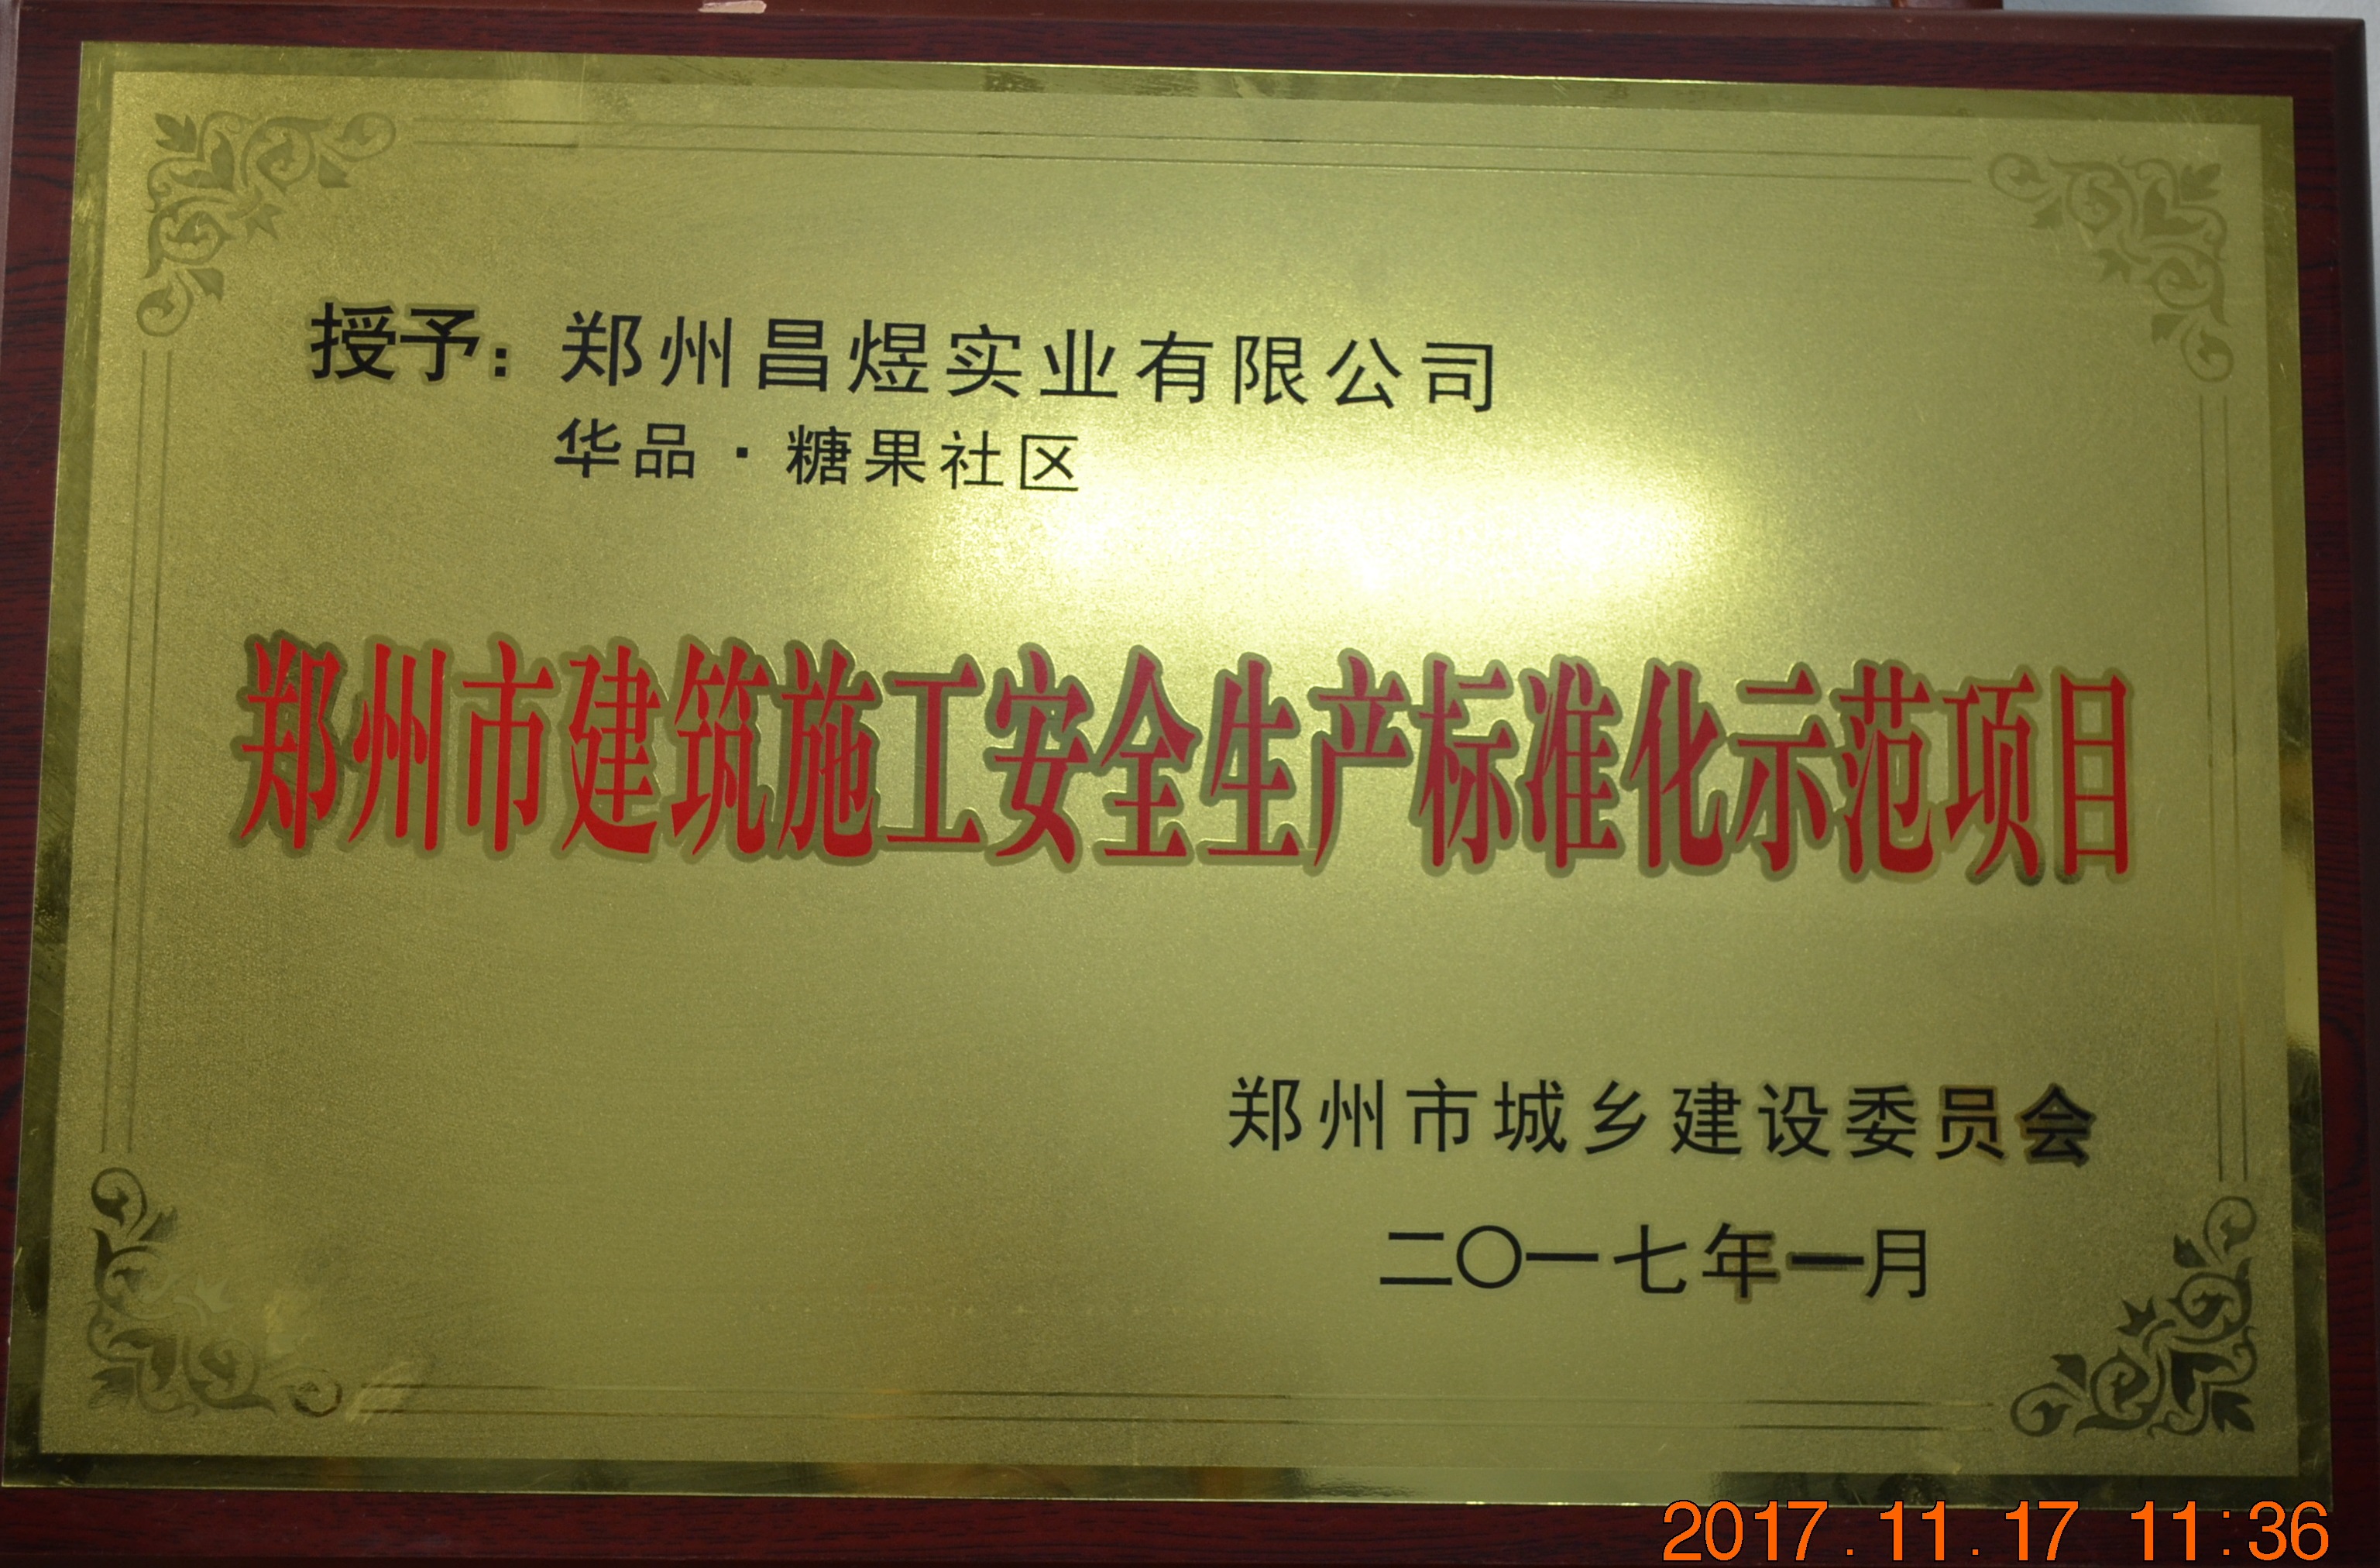 授予：郑州昌煜实业有限公司
华品·糖果社区
郑州市建筑施工安全生产标准化示范项目
郑州市城乡建设委员会
二〇一七年一月
2017.11.17 11:36